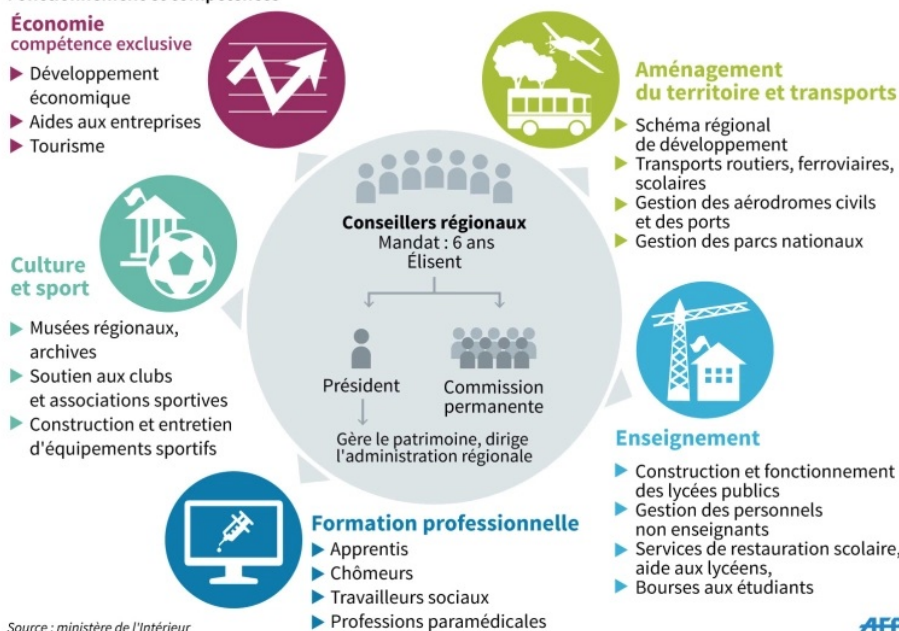 Économie
compétence exclusive
Développement
économique
Aides aux entreprises
Tourisme
Aménagement
du territoire et transports
Schéma régional
de développement
Transports routiers, ferroviaires,
scolaires
Gestion des aérodromes civils
et des ports
Gestion des parcs nationaux
Conseillers régionaux
Mandat : 6 ans
Élisent
Président
Commission
permanente
Gère le patrimoine, dirige
l'administration régionale
Culture
et sport
Musées régionaux,
archives
Soutien aux clubs
et associations sportives
Construction et entretien
d'équipements sportifs
Enseignement
Construction et fonctionnement
des lycées publics
Gestion des personnels
non enseignants
Services de restauration scolaire,
aide aux lycéens,
Bourses aux étudiants
Formation professionnelle
Apprentis
Chômeurs
Travailleurs sociaux
Professions paramédicales
Source : ministère de l'Intérieur
AFP